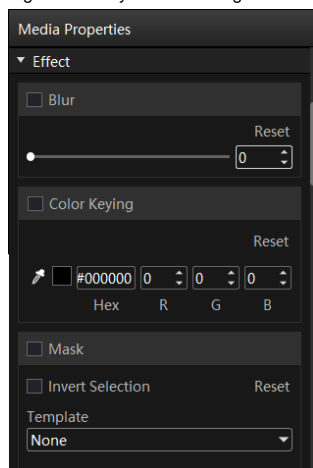 Media Properties
Effect
Blur
Reset
0
Color Keying
Reset
#000000 0 0 0
Hex R G B
Mask
Invert Selection Reset
Template
None